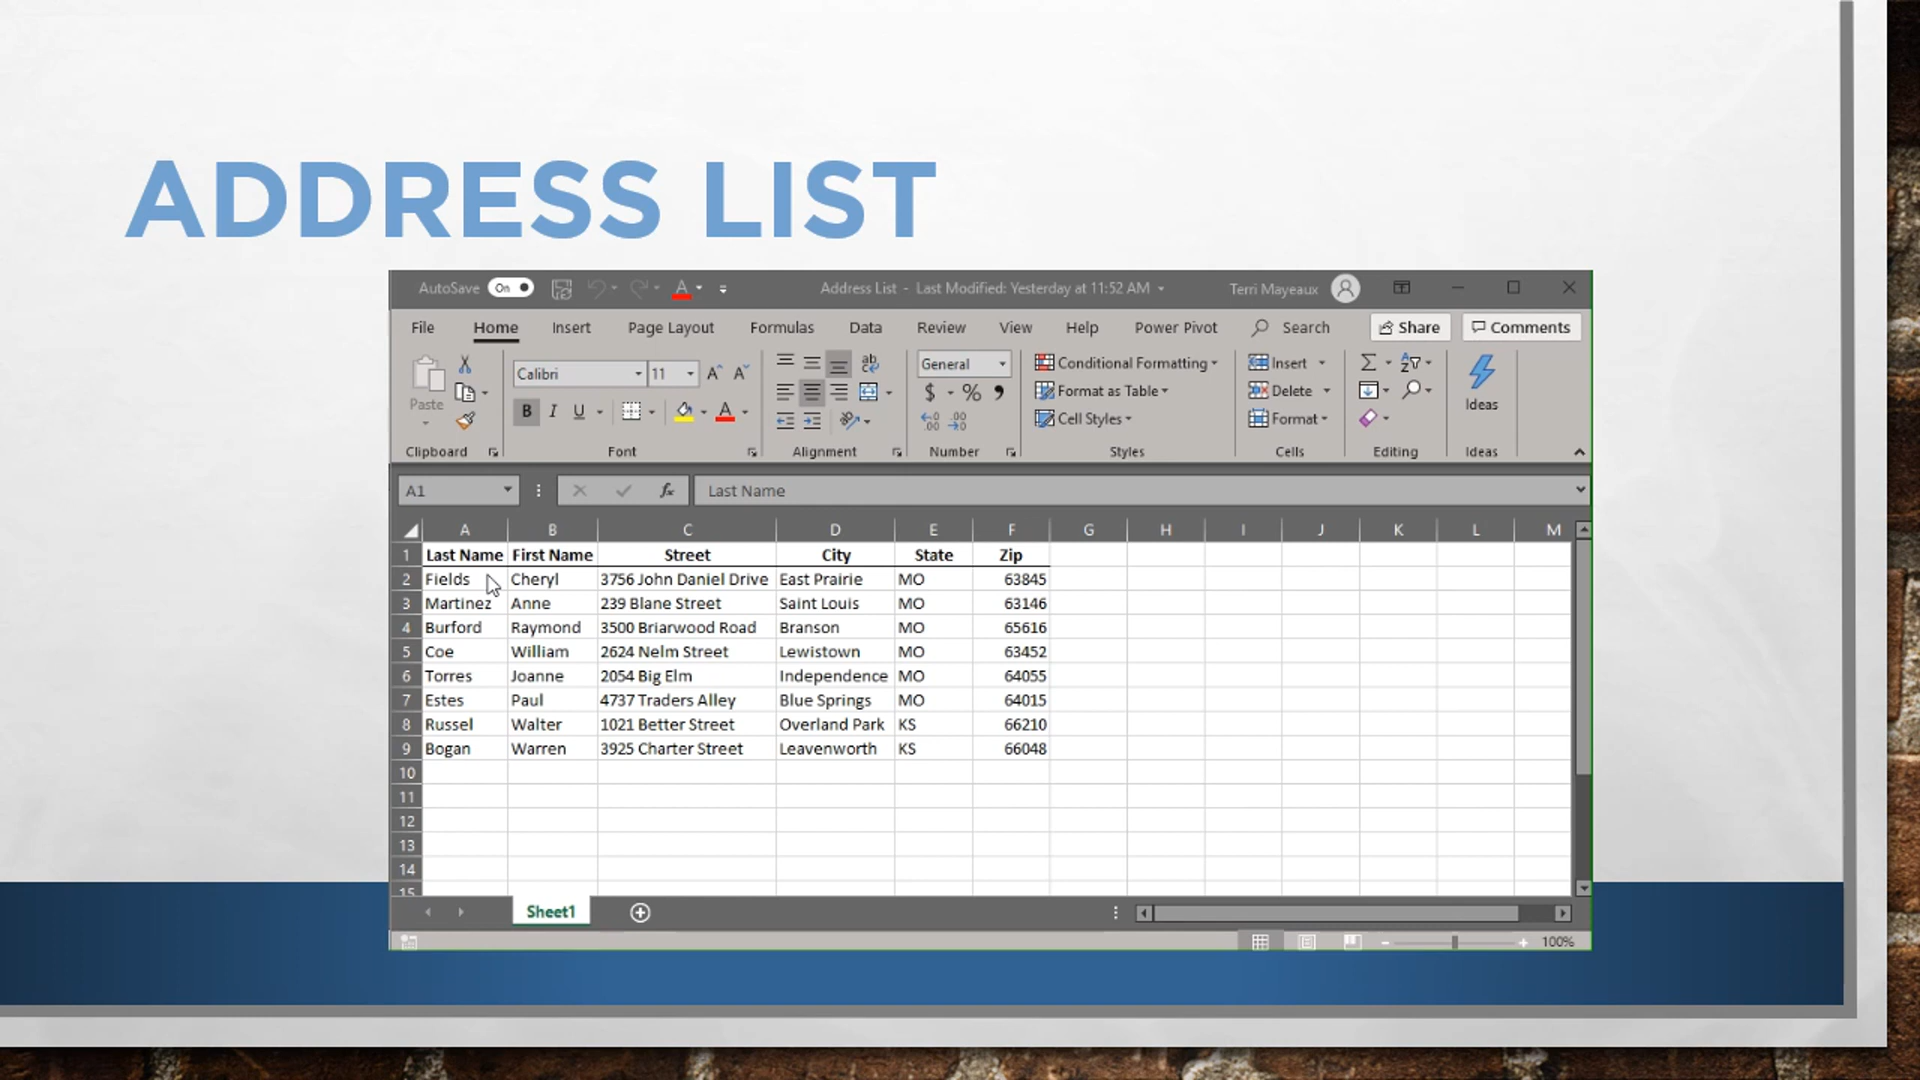 ADDRESS LIST
AutoSave On Address List - Last Modified: Yesterday at 11:52 AM Terri Mayeaux
File Home Insert Page Layout Formulas Data Review View Help Power Pivot Search Share Comments
Paste Calibri 11 A A ab General Conditional Formatting Insert
$ % , Format as Table Delete Ideas
B I U A Cell Styles Format
Clipboard Font Alignment Number Styles Cells Editing Ideas
A1 fx Last Name
A B C D E F G H I J K L M
1 Last Name First Name Street City State Zip
2 Fields Cheryl 3756 John Daniel Drive East Prairie MO 63845
3 Martinez Anne 239 Blane Street Saint Louis MO 63146
4 Burford Raymond 3500 Briarwood Road Branson MO 65616
5 Coe William 2624 Nelm Street Lewistown MO 63452
6 Torres Joanne 2054 Big Elm Independence MO 64055
7 Estes Paul 4737 Traders Alley Blue Springs MO 64015
8 Russel Walter 1021 Better Street Overland Park KS 66210
9 Bogan Warren 3925 Charter Street Leavenworth KS 66048
10
11
12
13
14
15
Sheet1
100%